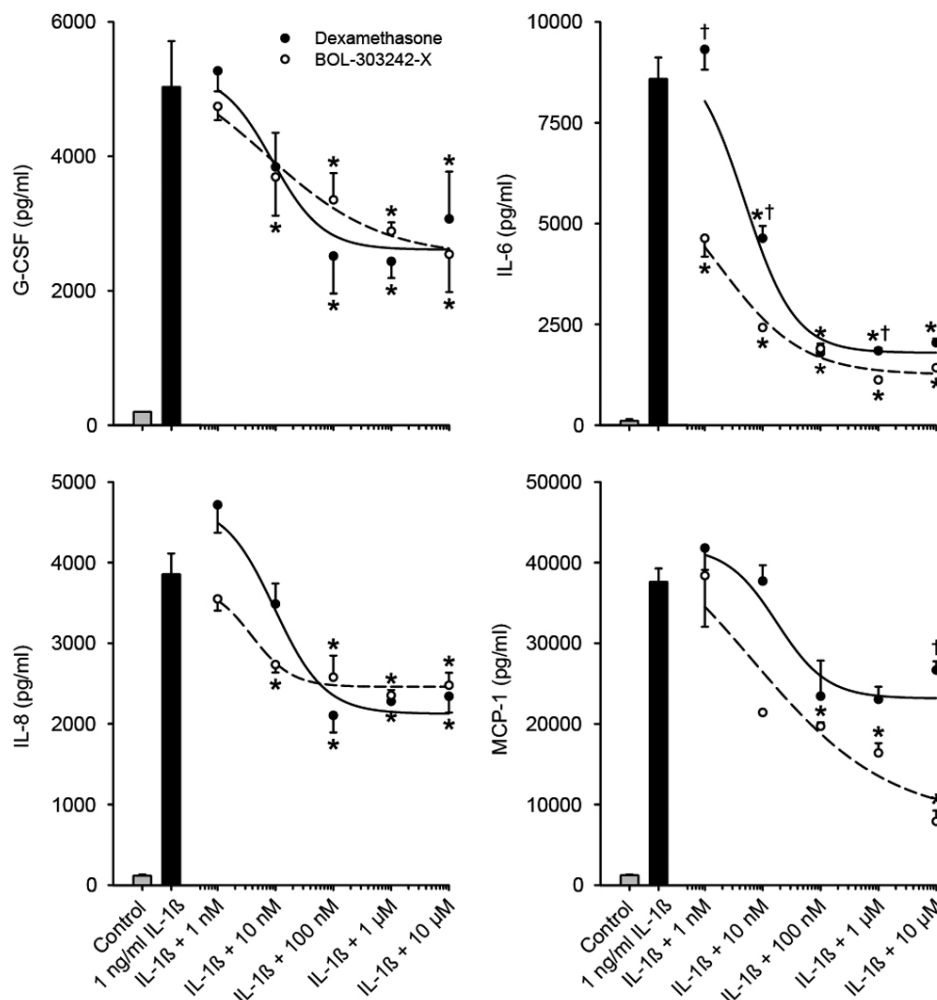 6000
4000
2000
0
G-CSF (pg/ml)
Dexamethasone
BOL-303242-X
*
*
*
*
*
*
*
10000
7500
5000
2500
0
IL-6 (pg/ml)
†
*†
*
*
*
*
*†
*
*
*
5000
4000
3000
2000
1000
0
IL-8 (pg/ml)
*
*
*
*
*
*
*
50000
40000
30000
20000
10000
0
MCP-1 (pg/ml)
†
*
*
*
Control
1 ng/ml IL-1ß
IL-1ß + 1 nM
IL-1ß + 10 nM
IL-1ß + 100 nM
IL-1ß + 1 µM
IL-1ß + 10 µM
Control
1 ng/ml IL-1ß
IL-1ß + 1 nM
IL-1ß + 10 nM
IL-1ß + 100 nM
IL-1ß + 1 µM
IL-1ß + 10 µM